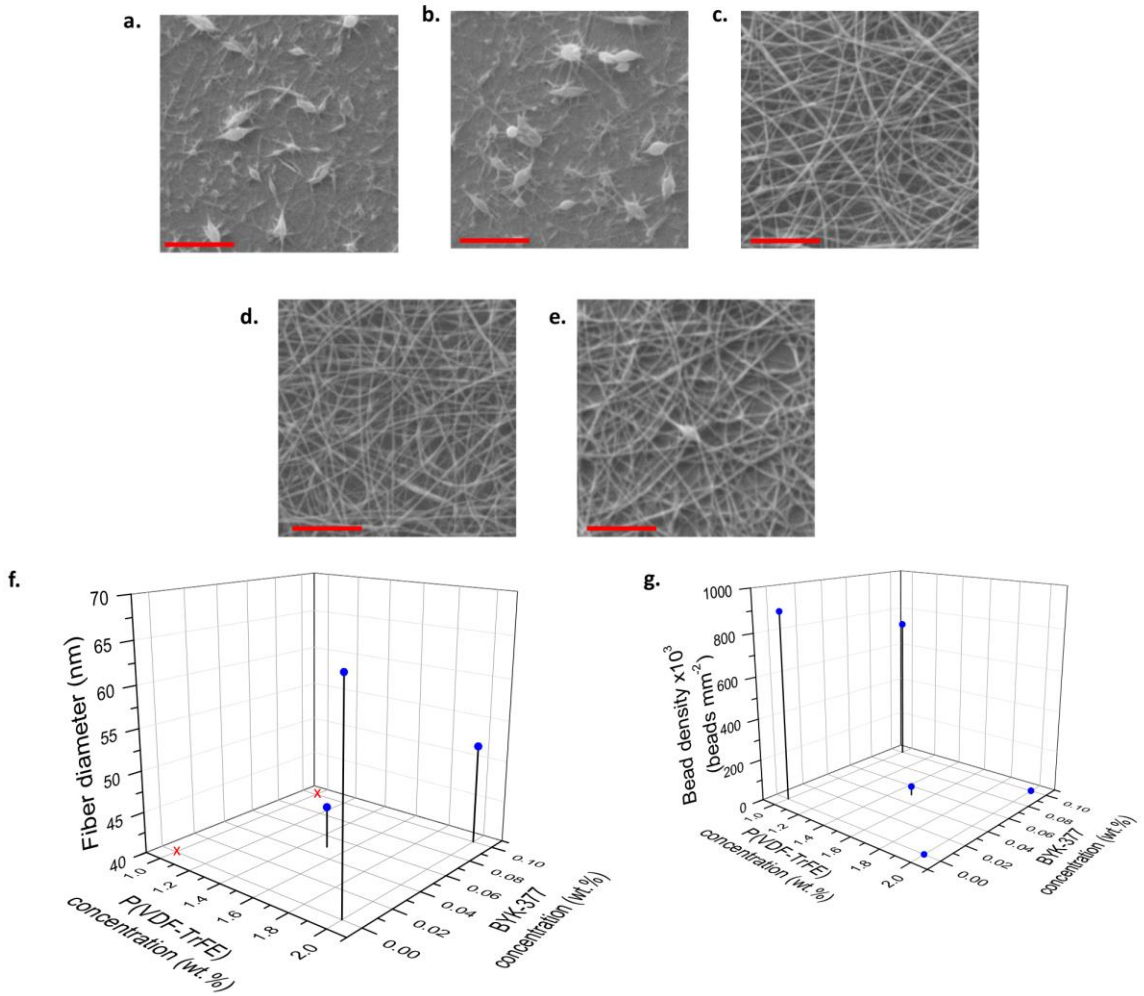 a.
b.
c.
d.
e.
f.
70
65
60
55
50
45
40
Fiber diameter (nm)
x
x
1.0
1.2
1.4
1.6
1.8
2.0
P(VDF-TrFE)
concentration (wt.%)
0.00
0.02
0.04
0.06
0.08
0.10
BYK-377
concentration (wt.%)
g.
1000
800
600
400
200
0
Bead density x10³
(beads mm⁻²)
1.0
1.2
1.4
1.6
1.8
2.0
P(VDF-TrFE)
concentration (wt.%)
0.00
0.02
0.04
0.06
0.08
0.10
BYK-377
concentration (wt.%)